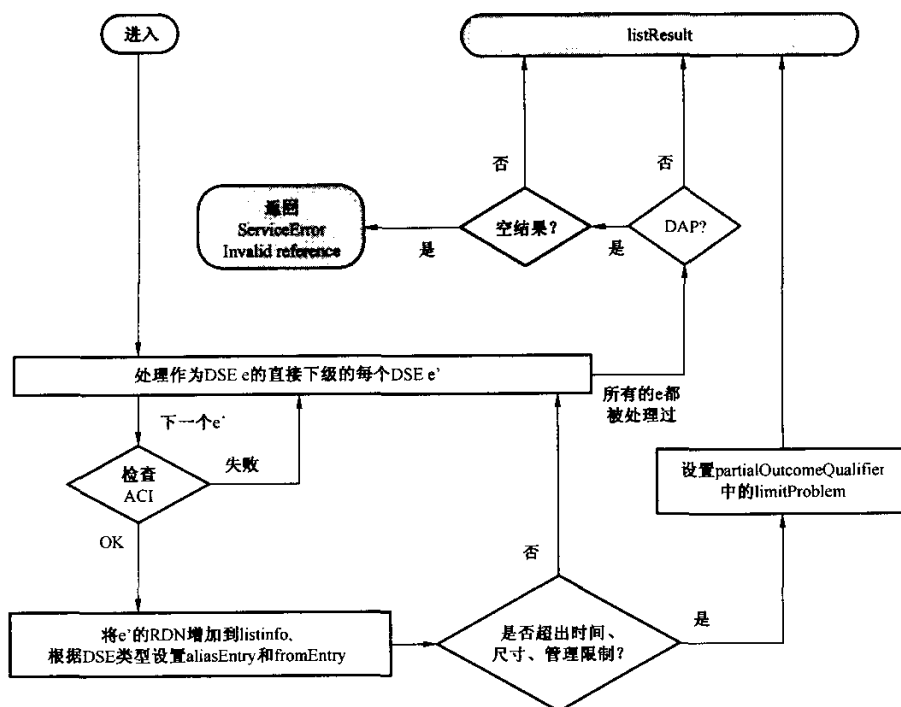 进入
listResult
否
否
返回
ServiceError
Invalid reference
是
空结果？
是
DAP?
处理作为DSE e的直接下级的每个DSE e'
所有的e都
被处理过
下一个e'
失败
检查
ACI
设置partialOutcomeQualifier
中的limitProblem
OK
否
是
将e'的RDN增加到listinfo、
根据DSE类型设置aliasEntry和fromEntry
是否超出时间、
尺寸、管理限制？